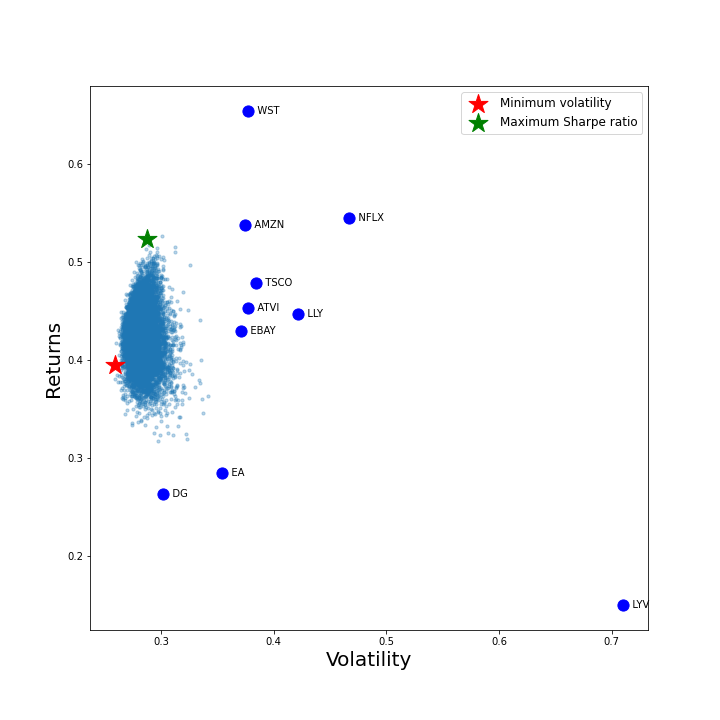 Minimum volatility
Maximum Sharpe ratio
WST
NFLX
AMZN
TSCO
ATVI
LLY
EBAY
EA
DG
LYV
Returns
0.6
0.5
0.4
0.3
0.2
0.3
0.4
0.5
0.6
0.7
Volatility